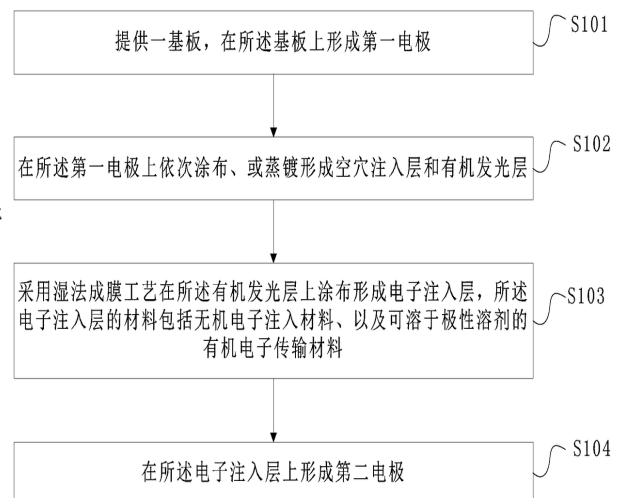 提供一基板，在所述基板上形成第一电极
S101
在所述第一电极上依次涂布、或蒸镀形成空穴注入层和有机发光层
S102
采用湿法成膜工艺在所述有机发光层上涂布形成电子注入层，所述
电子注入层的材料包括无机电子注入材料、以及可溶于极性溶剂的
有机电子传输材料
S103
在所述电子注入层上形成第二电极
S104